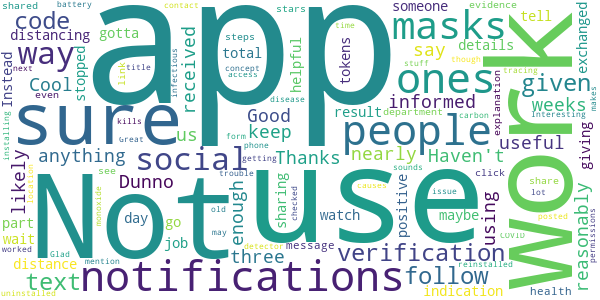 shared
battery
code
distancing
gotta
way
Instead
next
even
Cool
steps
concept
stopped
link
title
app
contact
stars
received
total
helpful
infectious
access
tokens
time
masks
someone
evidence
tell
say
details
exchanged
ones
work
given
informed
explanation
weeks
though
stuff
tracing
sure
kills
Great
us
Good
keep
disease
result
department
carbon
people
Interesting
makes
useful
giving
installing
anything
social
form
phone
Thanks
nearly
Haven't
getting
sounds
click
share
lot
likely
Not
use
Dunno
see
enough
trouble
sharing
checked
watch
positive
causes
issue
maybe
using
posted
permissions
reasonably
location
monoxide
day
go
old
may
part
wait
job
three
message
verification
COVID
worked
Glad
mention
detector
reinstalled
distance
text
notifications
follow
indication
health
uninstalled